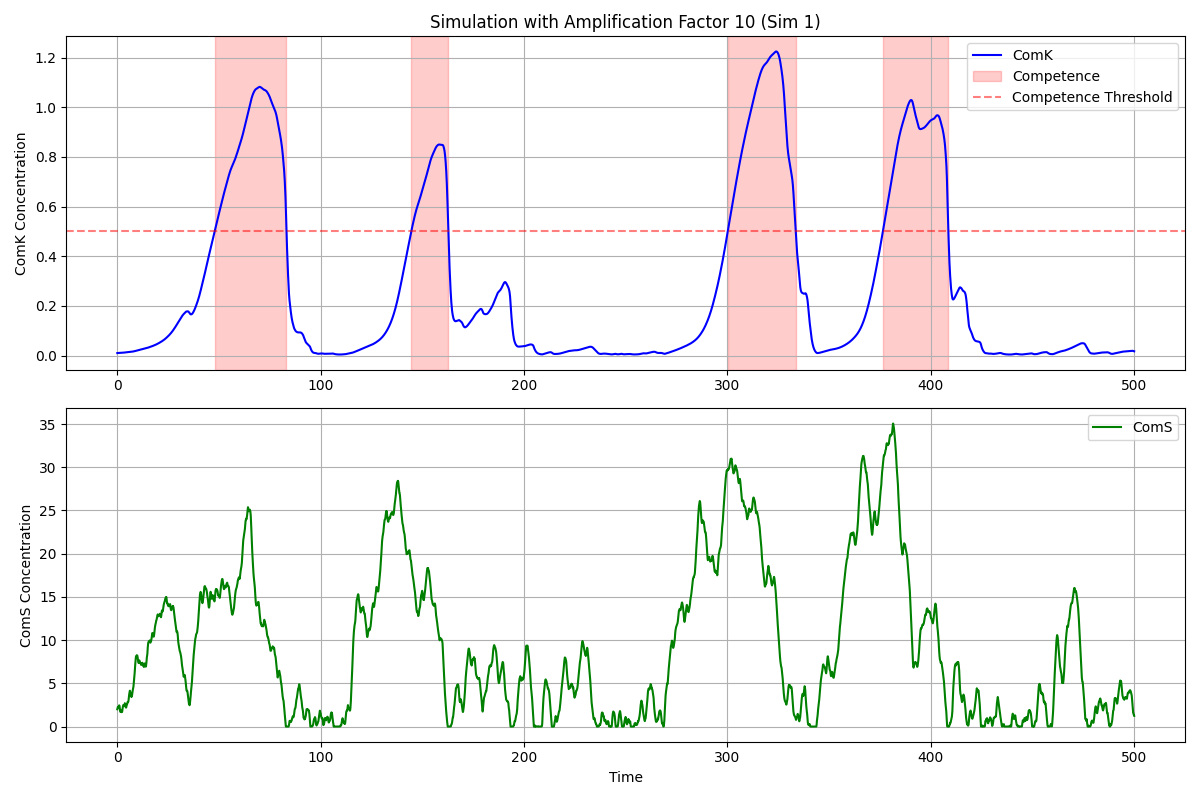 Simulation with Amplification Factor 10 (Sim 1)
ComK Concentration
1.2
1.0
0.8
0.6
0.4
0.2
0.0
ComK
Competence
Competence Threshold
0 100 200 300 400 500
ComS Concentration
35
30
25
20
15
10
5
0
ComS
0 100 200 300 400 500
Time